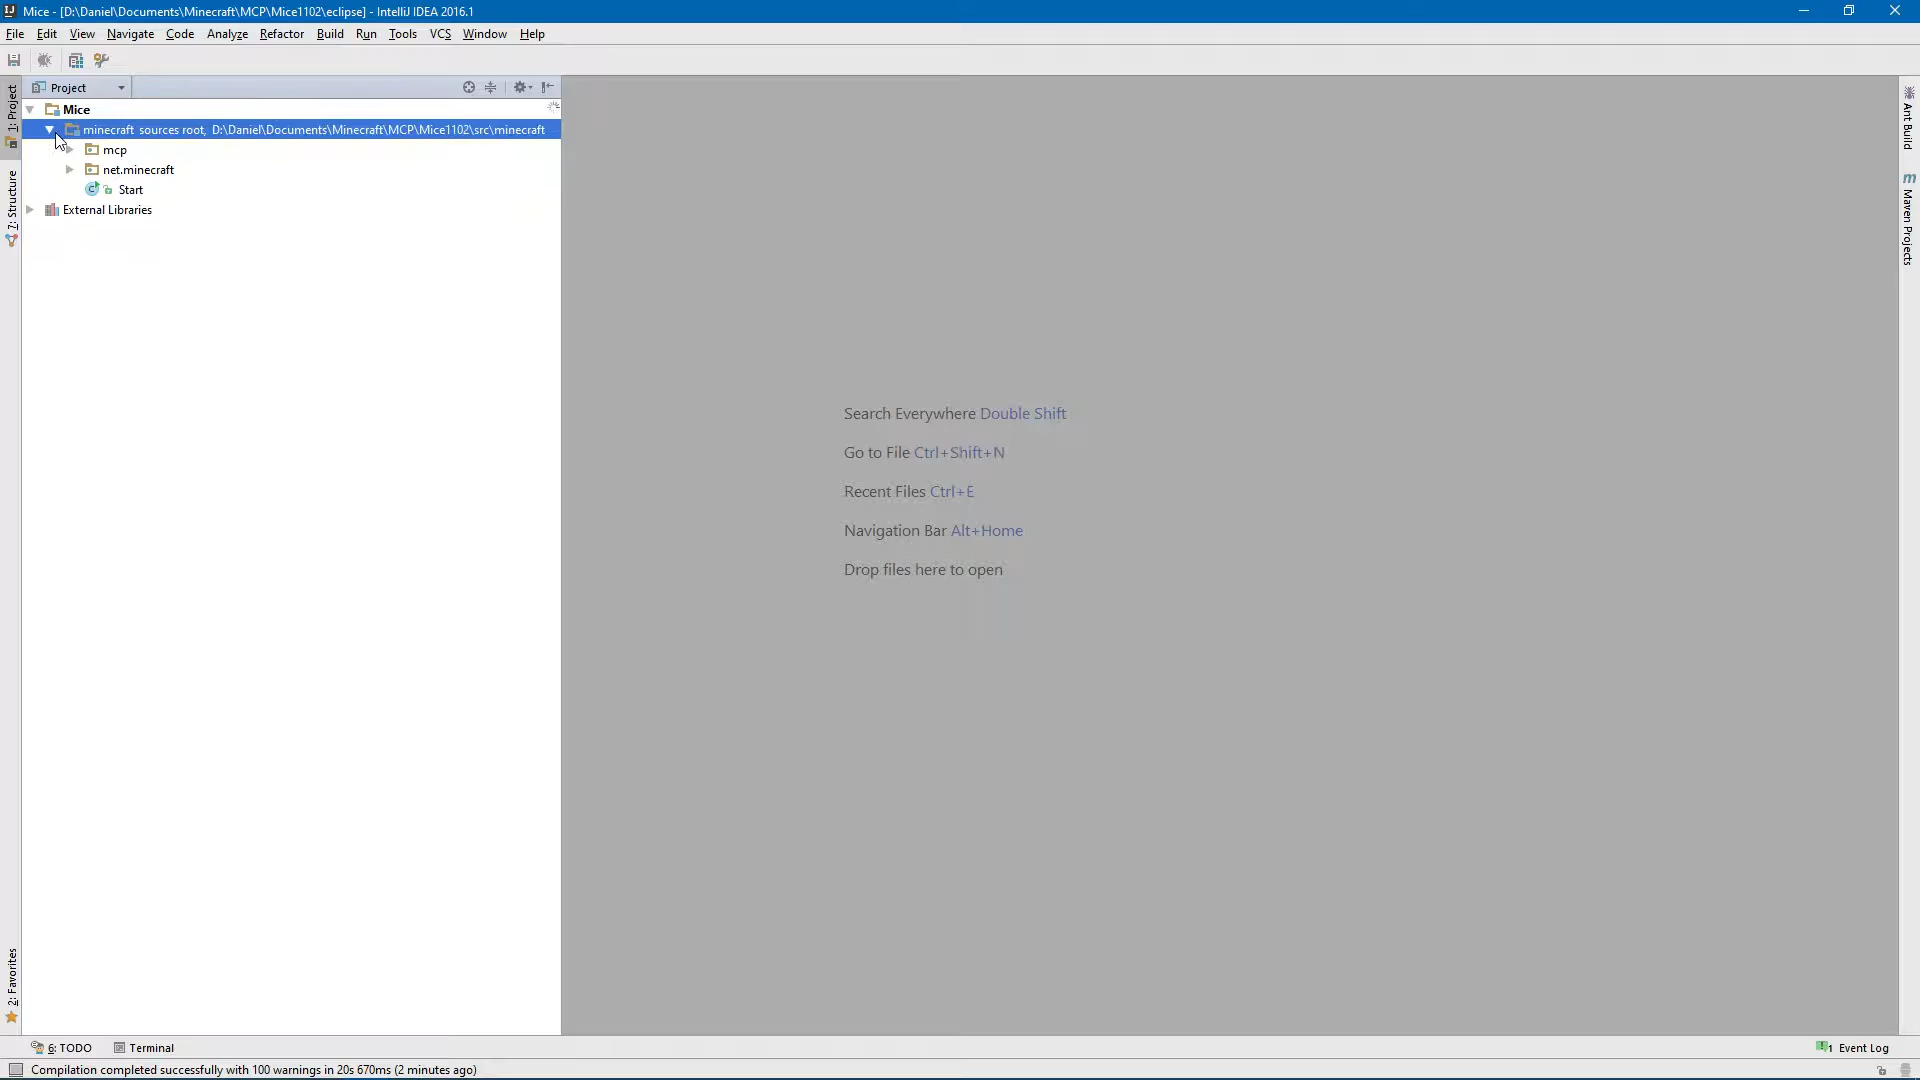 Mice - [D:\Daniel\Documents\Minecraft\MCP\Mice1102\eclipse] - IntelliJ IDEA 2016.1
File Edit View Navigate Code Analyze Refactor Build Run Tools VCS Window Help
Project
Mice
minecraft sources root, D:\Daniel\Documents\Minecraft\MCP\Mice1102\src\minecraft
mcp
net.minecraft
Start
External Libraries
1: Project
7: Structure
2: Favorites
Search Everywhere Double Shift
Go to File Ctrl+Shift+N
Recent Files Ctrl+E
Navigation Bar Alt+Home
Drop files here to open
Ant Build
m Maven Projects
6: TODO Terminal
1 Event Log
Compilation completed successfully with 100 warnings in 20s 670ms (2 minutes ago)